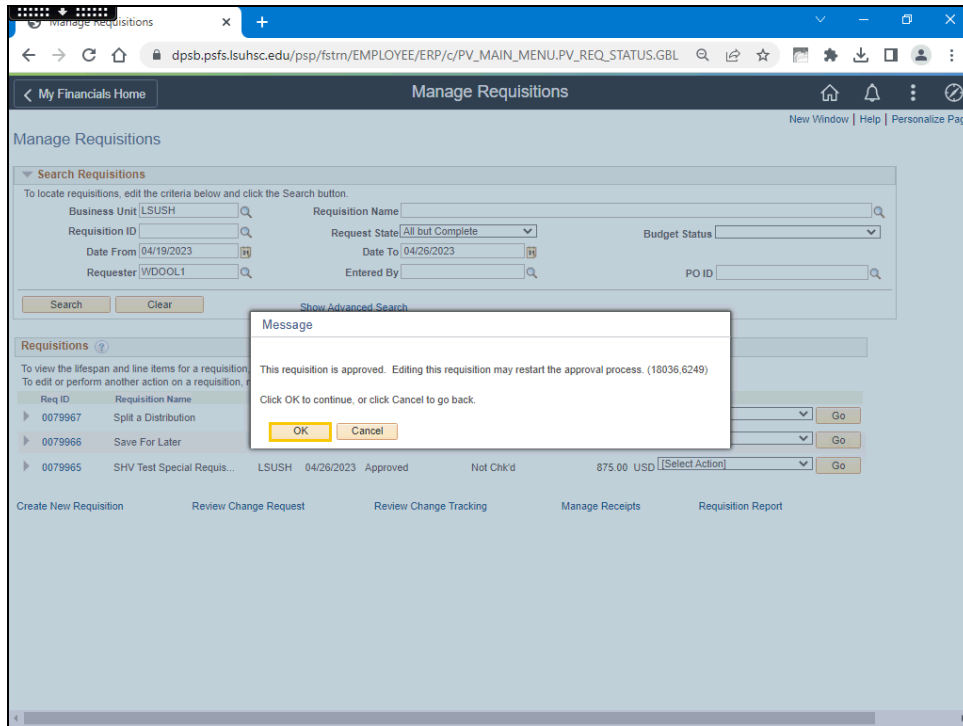 Manage Requisitions
dpsb.psfs.lsuhsc.edu/psp/fstrn/EMPLOYEE/ERP/c/PV_MAIN_MENU.PV_REQ_STATUS.GBL
My Financials Home
Manage Requisitions
New Window | Help | Personalize Pag
Manage Requisitions
Search Requisitions
To locate requisitions, edit the criteria below and click the Search button.
Business Unit LSUSH Requisition Name
Requisition ID Request State All but Complete Budget Status
Date From 04/19/2023 Date To 04/26/2023
Requester WDOOL1 Entered By PO ID
Search Clear Show Advanced Search
Message
This requisition is approved. Editing this requisition may restart the approval process. (18036,6249)
Click OK to continue, or click Cancel to go back.
OK Cancel
Requisitions
To view the lifespan and line items for a requisition,
To edit or perform another action on a requisition,
Req ID Requisition Name
0079967 Split a Distribution Go
0079966 Save For Later Go
0079965 SHV Test Special Requis... LSUSH 04/26/2023 Approved Not Chk'd 875.00 USD [Select Action] Go
Create New Requisition Review Change Request Review Change Tracking Manage Receipts Requisition Report